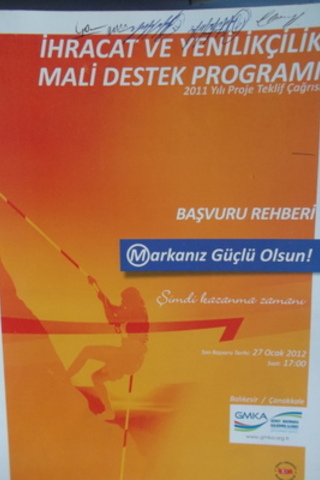 İHRACAT VE YENİLİKÇİLİK
MALİ DESTEK PROGRAMI
2011 Yılı Proje Teklif Çağrısı
BAŞVURU REHBERİ
Markanız Güçlü Olsun!
Şimdi kazanma zamanı
Son Başvuru Tarihi: 27 Ocak 2012
Saat: 17:00
Balıkesir / Çanakkale
GMKA